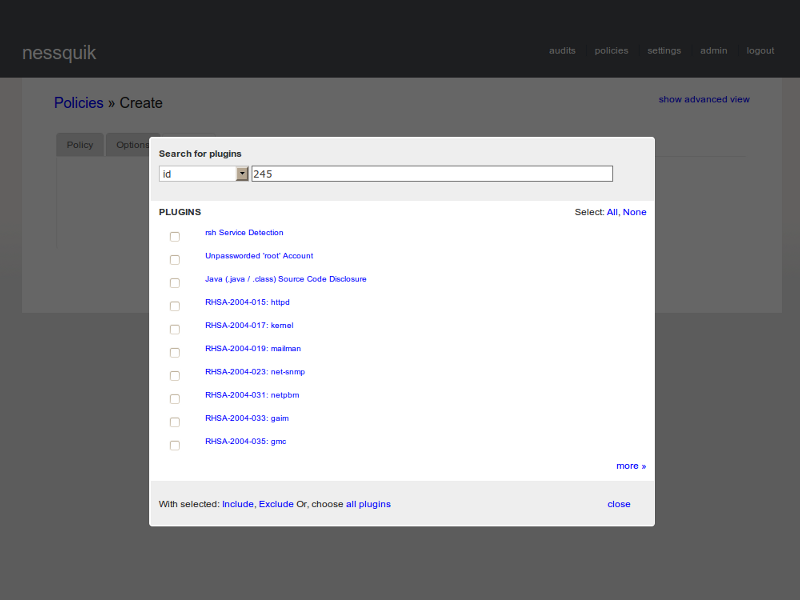 nessquik
audits policies settings admin logout
Policies » Create
show advanced view
Policy Options
Search for plugins
id 245
PLUGINS
Select: All, None
rsh Service Detection
Unpassworded 'root' Account
Java (.java / .class) Source Code Disclosure
RHSA-2004-015: httpd
RHSA-2004-017: kernel
RHSA-2004-019: mailman
RHSA-2004-023: net-snmp
RHSA-2004-031: netpbm
RHSA-2004-033: gaim
RHSA-2004-035: gmc
more »
With selected: Include, Exclude Or, choose all plugins
close